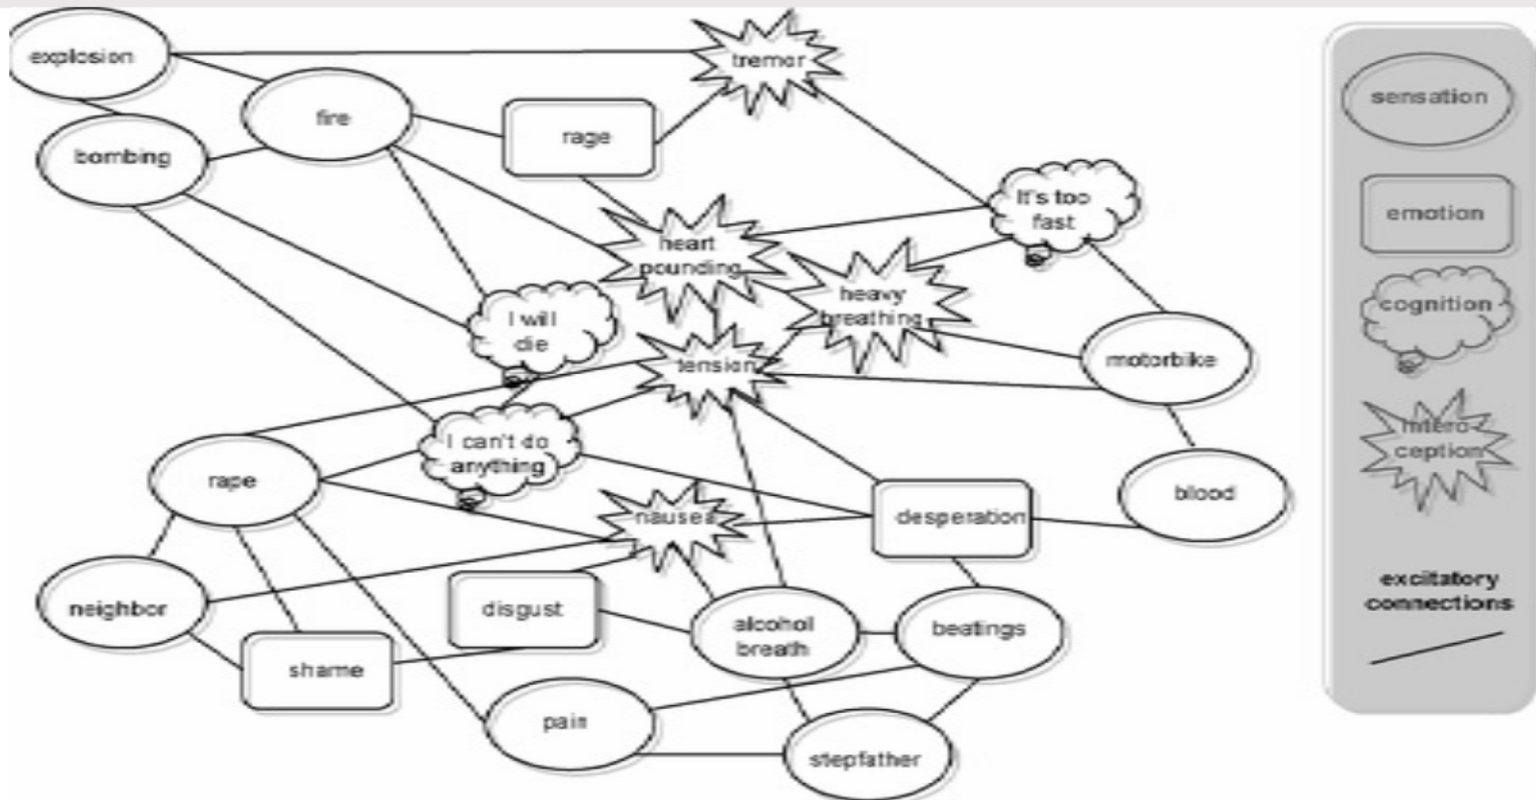 explosion
tremor
fire
rage
bombing
It's too
fast
heart
pounding
heavy
breathing
I will
die
tension
motorbike
I can't do
anything
rape
blood
nausea
desperation
neighbor
disgust
alcohol
breath
beatings
shame
pain
stepfather
sensation
emotion
cognition
intero-
ception
excitatory
connections